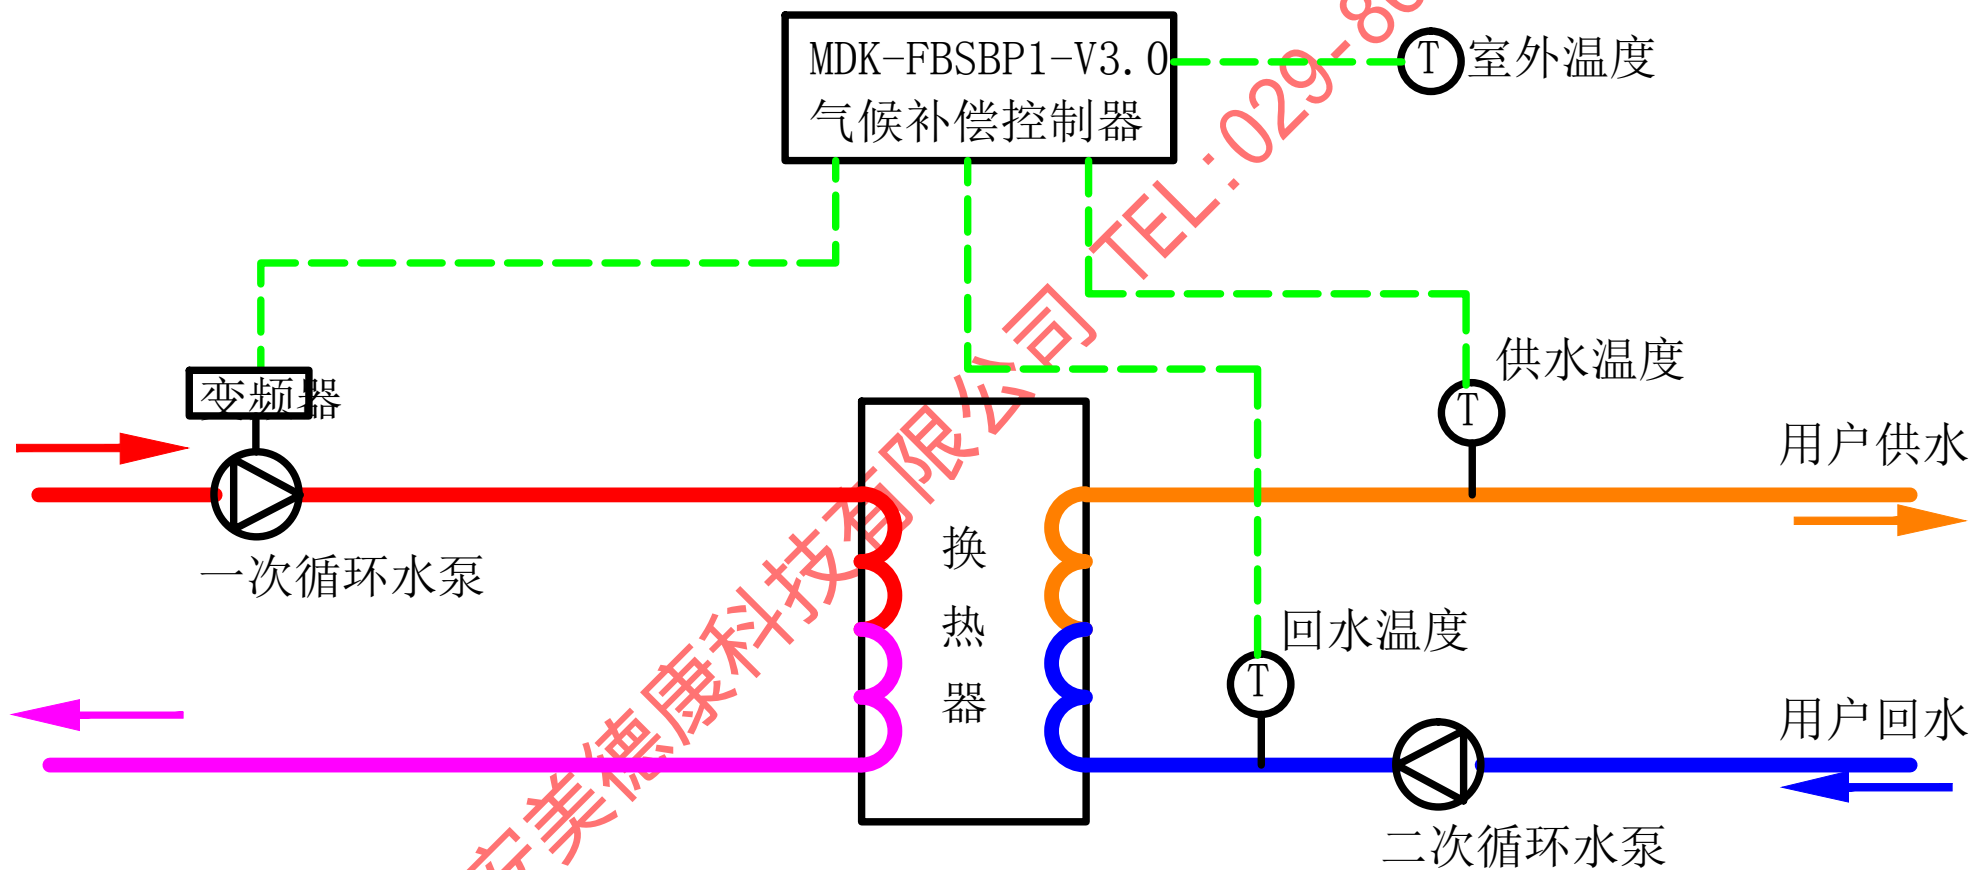 MDK-FBSBP1-V3.0
气候补偿控制器
T
室外温度
变频器
供水温度
T
用户供水
一次循环水泵
换
热
器
回水温度
T
用户回水
二次循环水泵
安美德康科技有限公司 TEL:029-86